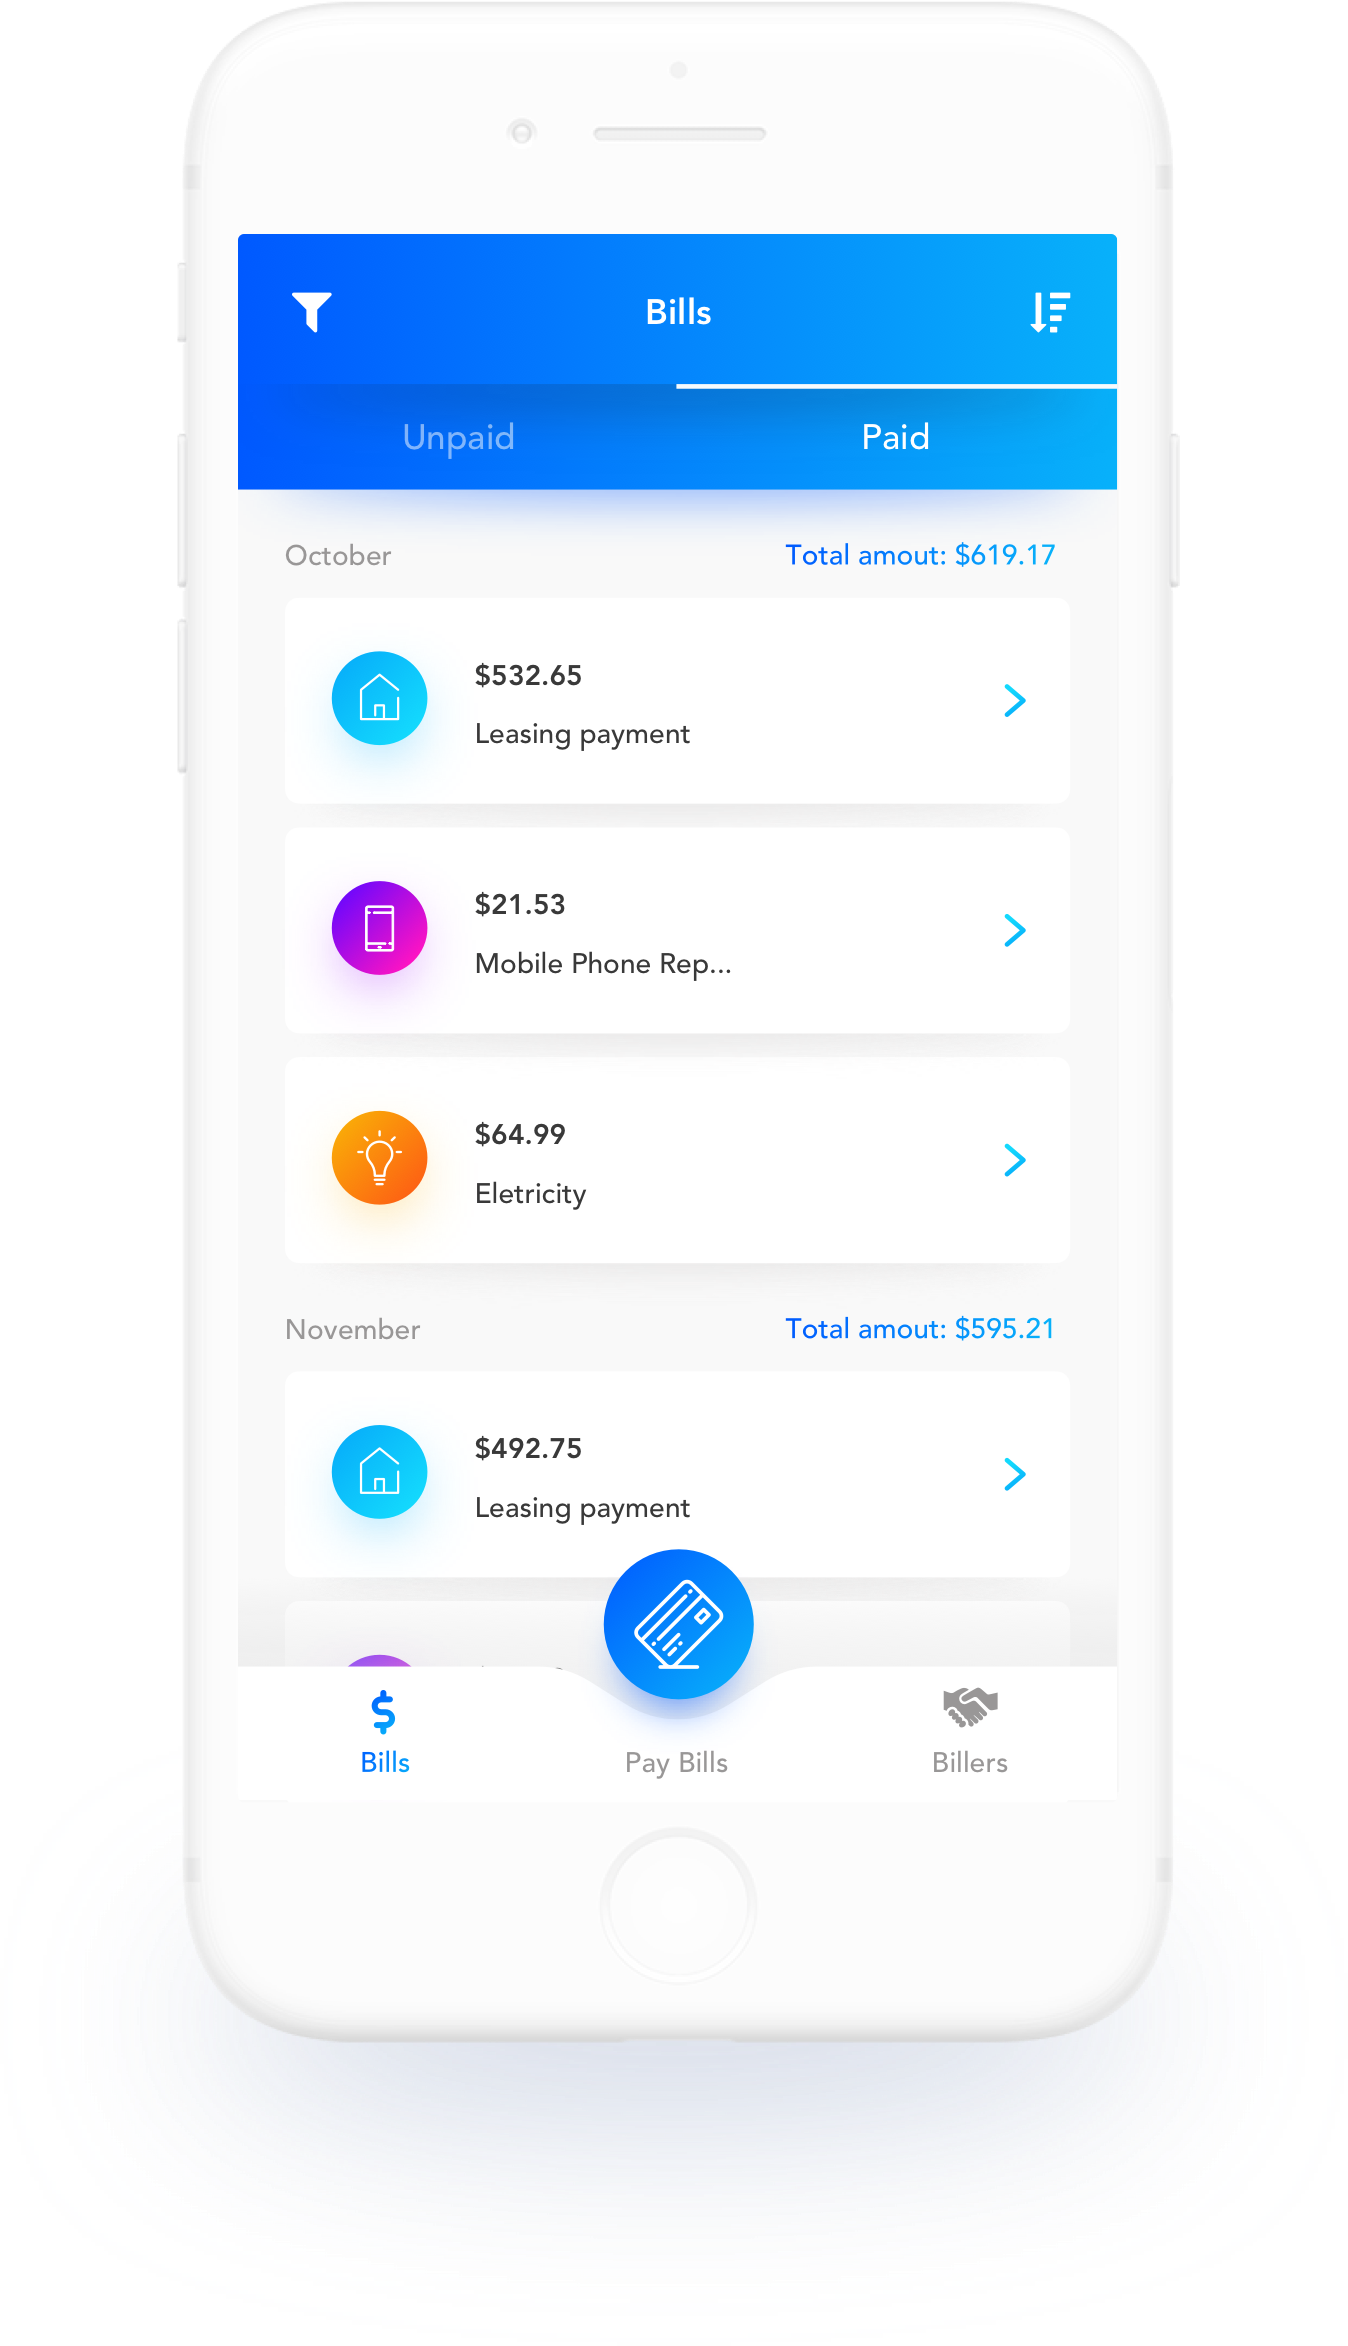 Bills
Unpaid Paid
October Total amout: $619.17
$532.65
Leasing payment
$21.53
Mobile Phone Rep...
$64.99
Eletricity
November Total amout: $595.21
$492.75
Leasing payment
$
Bills Pay Bills Billers